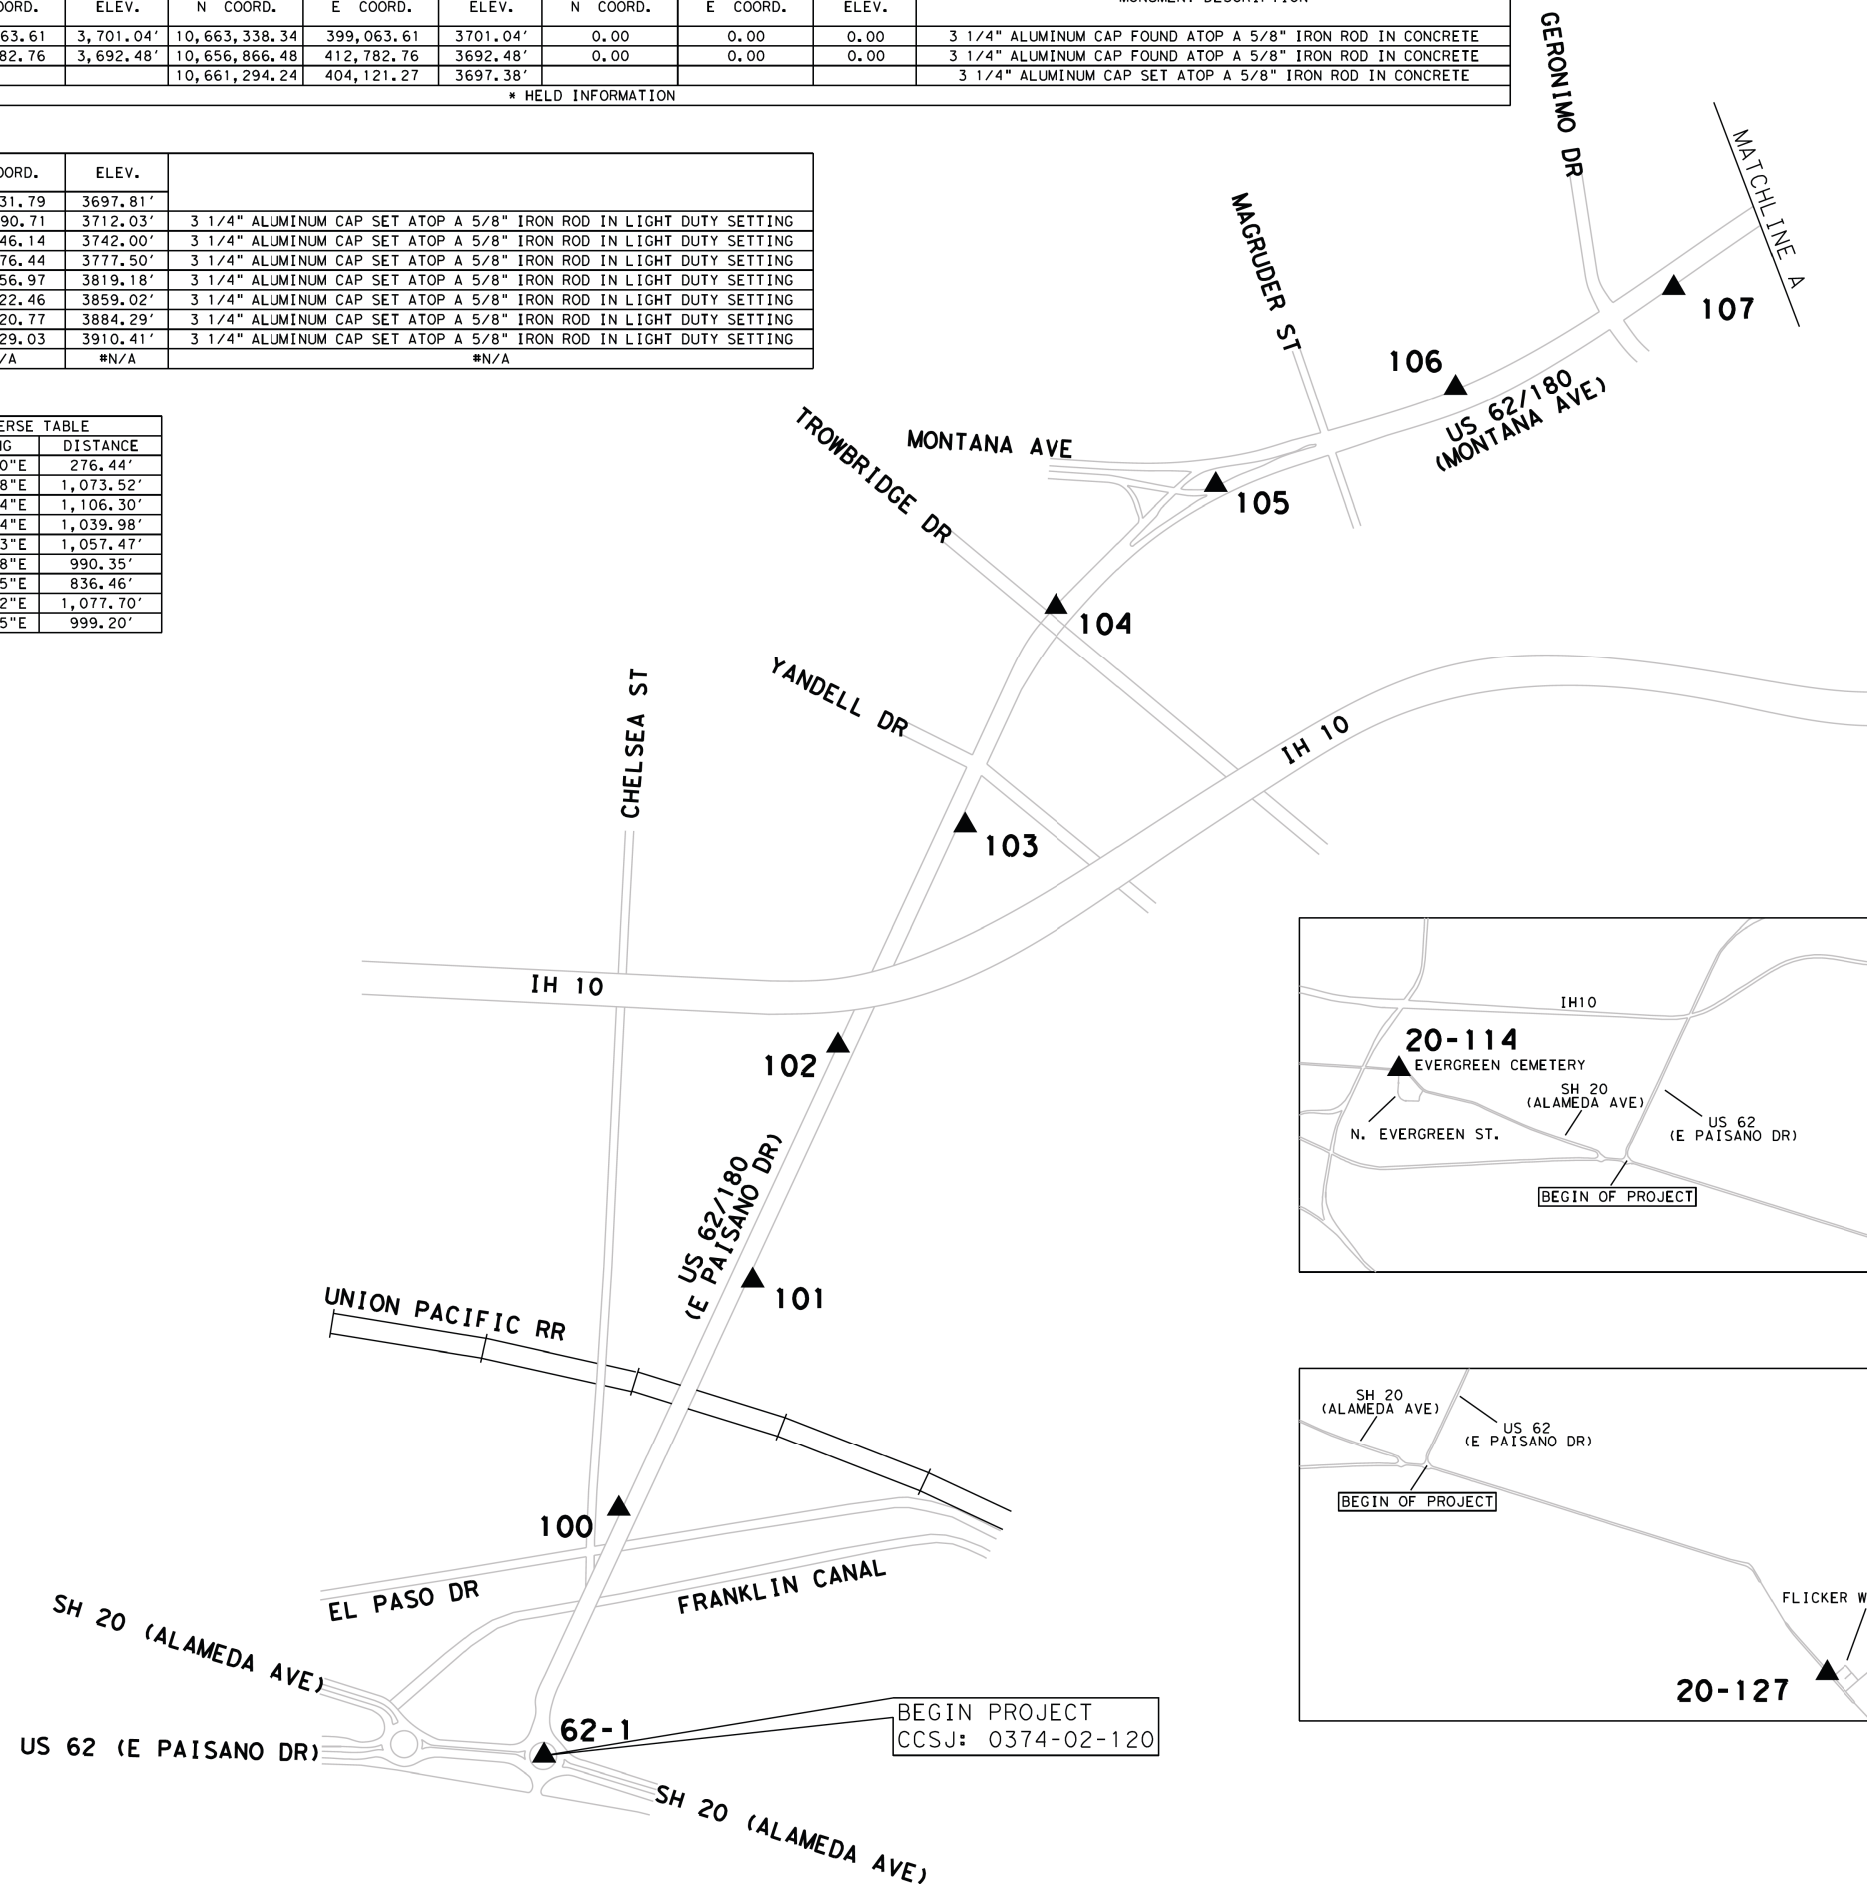 ELEV. N COORD. E COORD. ELEV. N COORD. E COORD. ELEV.
63.61 3,701.04' 10,663,338.34 399,063.61 3701.04' 0.00 0.00 0.00 3 1/4" ALUMINUM CAP FOUND ATOP A 5/8" IRON ROD IN CONCRETE
82.76 3,692.48' 10,656,866.48 412,782.76 3692.48' 0.00 0.00 0.00 3 1/4" ALUMINUM CAP FOUND ATOP A 5/8" IRON ROD IN CONCRETE
10,661,294.24 404,121.27 3697.38' 3 1/4" ALUMINUM CAP SET ATOP A 5/8" IRON ROD IN CONCRETE
* HELD INFORMATION
OORD. ELEV.
31.79 3697.81'
90.71 3712.03' 3 1/4" ALUMINUM CAP SET ATOP A 5/8" IRON ROD IN LIGHT DUTY SETTING
46.14 3742.00' 3 1/4" ALUMINUM CAP SET ATOP A 5/8" IRON ROD IN LIGHT DUTY SETTING
76.44 3777.50' 3 1/4" ALUMINUM CAP SET ATOP A 5/8" IRON ROD IN LIGHT DUTY SETTING
56.97 3819.18' 3 1/4" ALUMINUM CAP SET ATOP A 5/8" IRON ROD IN LIGHT DUTY SETTING
22.46 3859.02' 3 1/4" ALUMINUM CAP SET ATOP A 5/8" IRON ROD IN LIGHT DUTY SETTING
20.77 3884.29' 3 1/4" ALUMINUM CAP SET ATOP A 5/8" IRON ROD IN LIGHT DUTY SETTING
29.03 3910.41' 3 1/4" ALUMINUM CAP SET ATOP A 5/8" IRON ROD IN LIGHT DUTY SETTING
/A #N/A #N/A
ERSE TABLE
G DISTANCE
0"E 276.44'
8"E 1,073.52'
4"E 1,106.30'
4"E 1,039.98'
3"E 1,057.47'
8"E 990.35'
5"E 836.46'
2"E 1,077.70'
5"E 999.20'
GERONIMO DR
MATCHLINE A
MAGRUDER ST
107
106
US 62/180
(MONTANA AVE)
MONTANA AVE
TROWBRIDGE DR
105
104
YANDELL DR
CHELSEA ST
IH 10
103
IH 10
102
US 62/180
(E PAISANO DR)
101
UNION PACIFIC RR
100
EL PASO DR
FRANKLIN CANAL
SH 20 (ALAMEDA AVE)
62-1
US 62 (E PAISANO DR)
SH 20 (ALAMEDA AVE)
BEGIN PROJECT
CCSJ: 0374-02-120
IH10
20-114
EVERGREEN CEMETERY
SH 20
(ALAMEDA AVE)
N. EVERGREEN ST.
US 62
(E PAISANO DR)
BEGIN OF PROJECT
SH 20
(ALAMEDA AVE)
US 62
(E PAISANO DR)
BEGIN OF PROJECT
FLICKER W
20-127